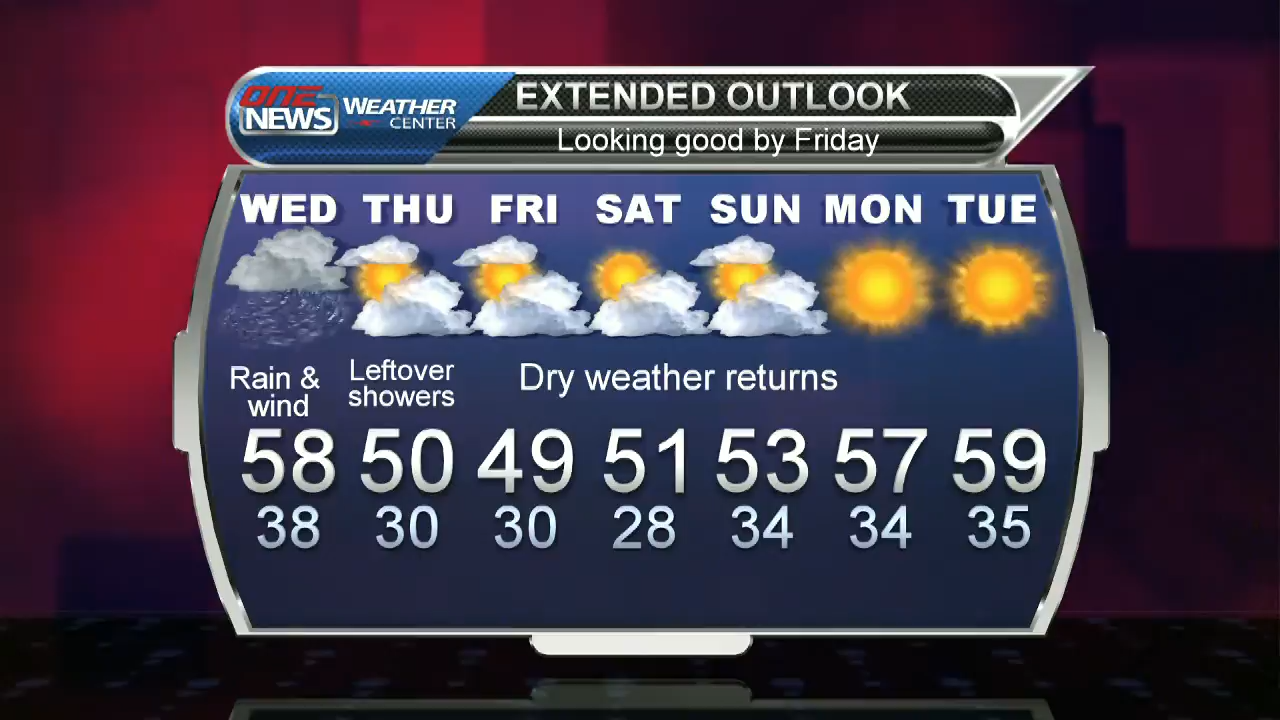 ONE
NEWS
WEATHER
CENTER
EXTENDED OUTLOOK
Looking good by Friday
WED THU FRI SAT SUN MON TUE
Rain &
wind
Leftover
showers
Dry weather returns
58 50 49 51 53 57 59
38 30 30 28 34 34 35